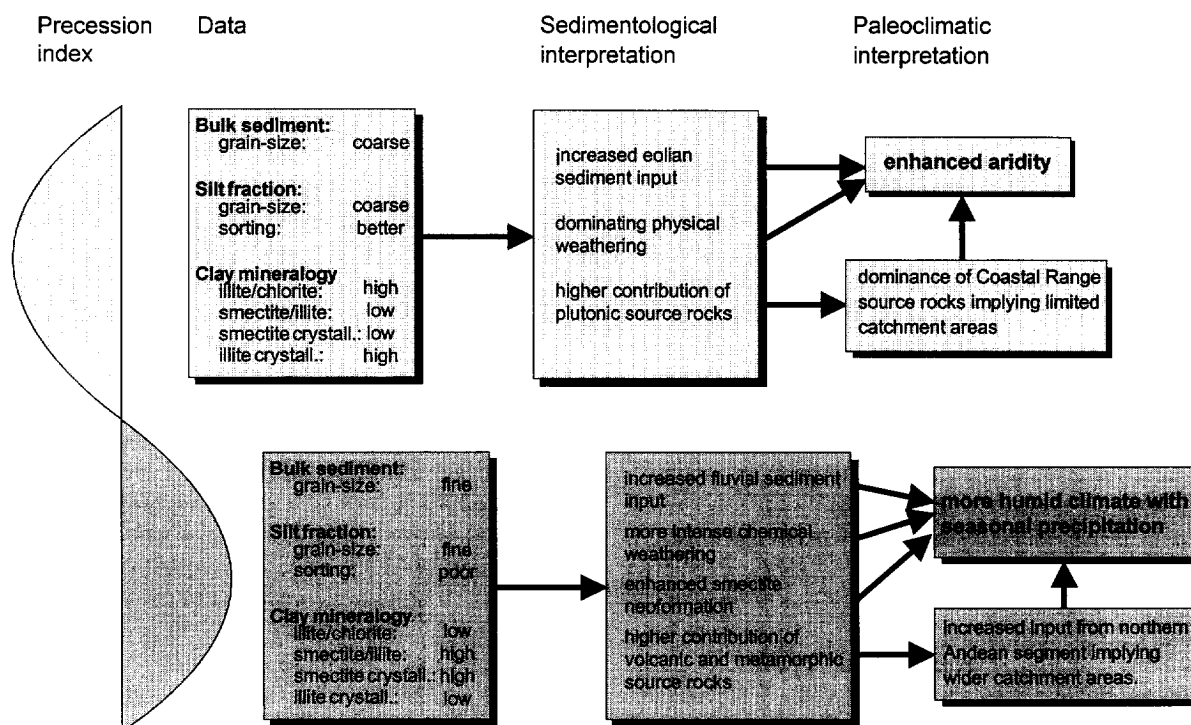 Precession index
Data
Sedimentological interpretation
Paleoclimatic interpretation
Bulk sediment:
grain-size: coarse
Silt fraction:
grain-size: coarse
sorting: better
Clay mineralogy
illite/chlorite: high
smectite/illite: low
smectite crystall.: low
illite crystall.: high
increased eolian
sediment input
dominating physical
weathering
higher contribution of
plutonic source rocks
enhanced aridity
dominance of Coastal Range
source rocks implying limited
catchment areas
Bulk sediment:
grain-size: fine
Silt fraction:
grain-size: fine
sorting: poor
Clay mineralogy
illite/chlorite: low
smectite/illite: high
smectite crystall.: high
illite crystall.: low
increased fluvial sediment
input
more intense chemical
weathering
enhanced smectite
neoformation
higher contribution of
volcanic and metamorphic
source rocks
more humid climate with
seasonal precipitation
increased input from northern
Andean segment implying
wider catchment areas.